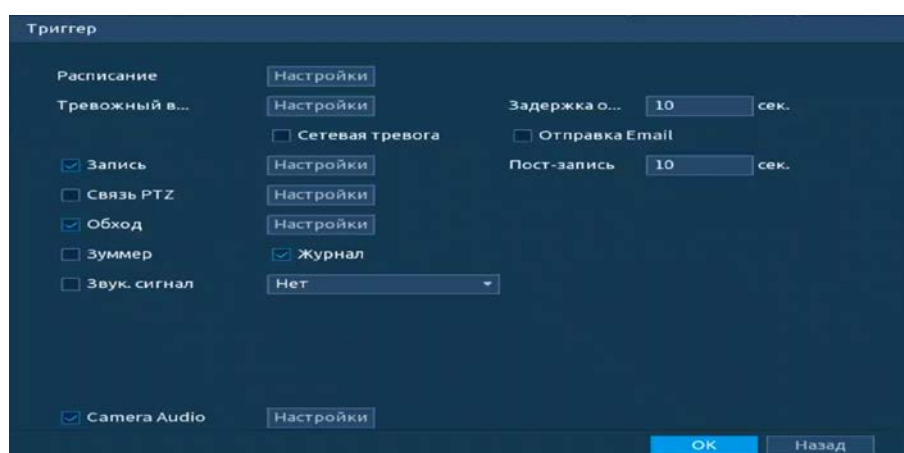 Триггер
Расписание Настройки
Тревожный в... Настройки Задержка о... 10 сек.
Сетевая тревога Отправка Email
Запись Настройки Пост-запись 10 сек.
Связь PTZ Настройки
Обход Настройки
Зуммер Журнал
Звук. сигнал Нет
Camera Audio Настройки
OK Назад